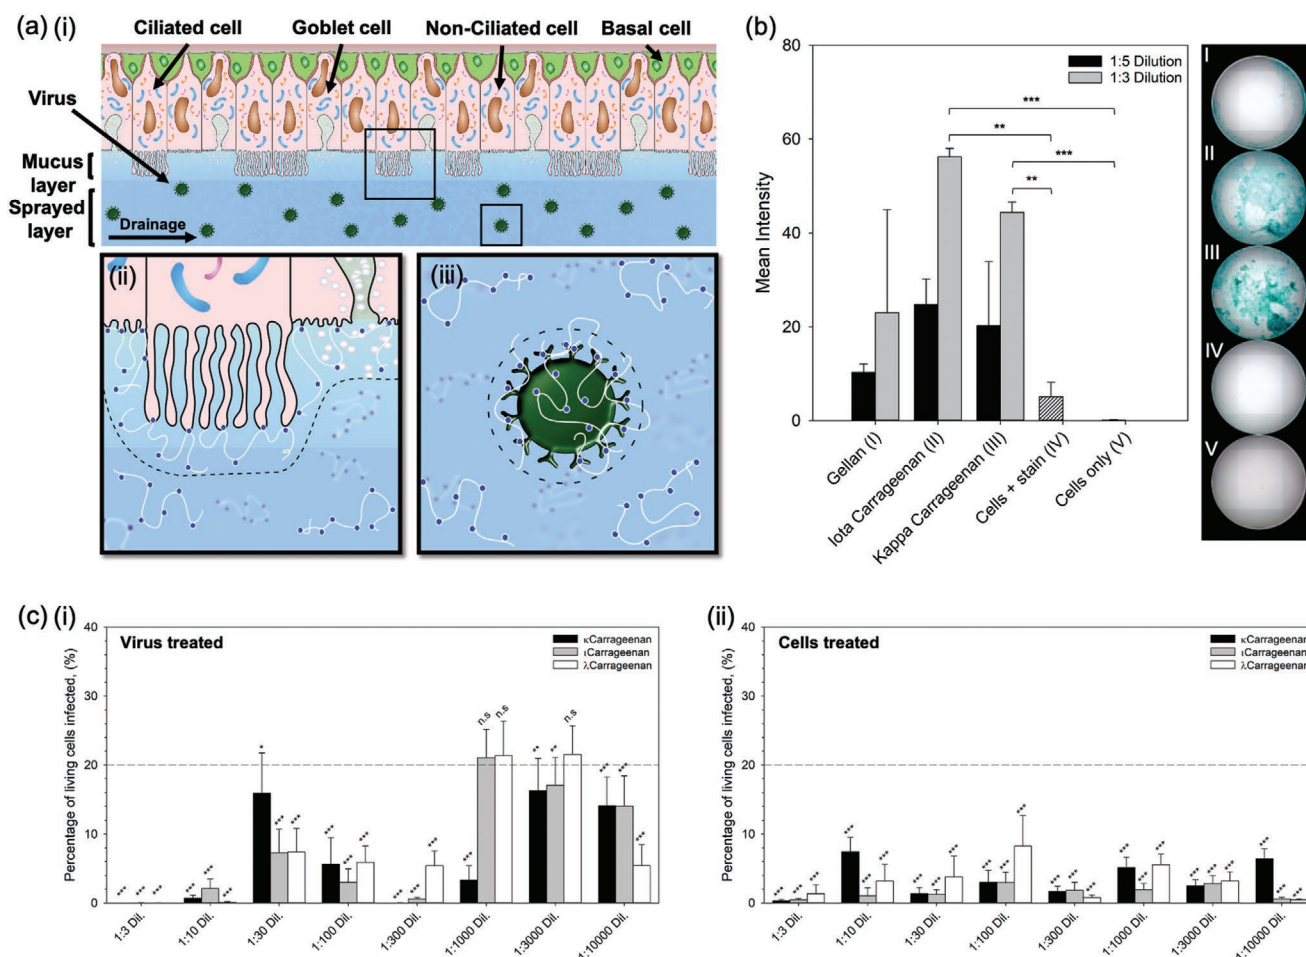 (a) (i)
Ciliated cell
Goblet cell
Non-Ciliated cell
Basal cell
Virus
Mucus
layer
Sprayed
layer
Drainage
(ii)
(iii)
(b)
80
60
40
20
0
Mean Intensity
1:5 Dilution
1:3 Dilution
***
**
***
**
Gellan (I)
Iota Carrageenan (II)
Kappa Carrageenan (III)
Cells + stain (IV)
Cells only (V)
I
II
III
IV
V
(c) (i)
Virus treated
κCarrageenan
ιCarrageenan
λCarrageenan
Percentage of living cells infected, (%)
40
30
20
10
0
*
n.s
n.s
n.s
1:3 Dil.
1:10 Dil.
1:30 Dil.
1:100 Dil.
1:300 Dil.
1:1000 Dil.
1:3000 Dil.
1:10000 Dil.
(ii)
Cells treated
κCarrageenan
ιCarrageenan
λCarrageenan
Percentage of living cells infected, (%)
40
30
20
10
0
1:3 Dil.
1:10 Dil.
1:30 Dil.
1:100 Dil.
1:300 Dil.
1:1000 Dil.
1:3000 Dil.
1:10000 Dil.